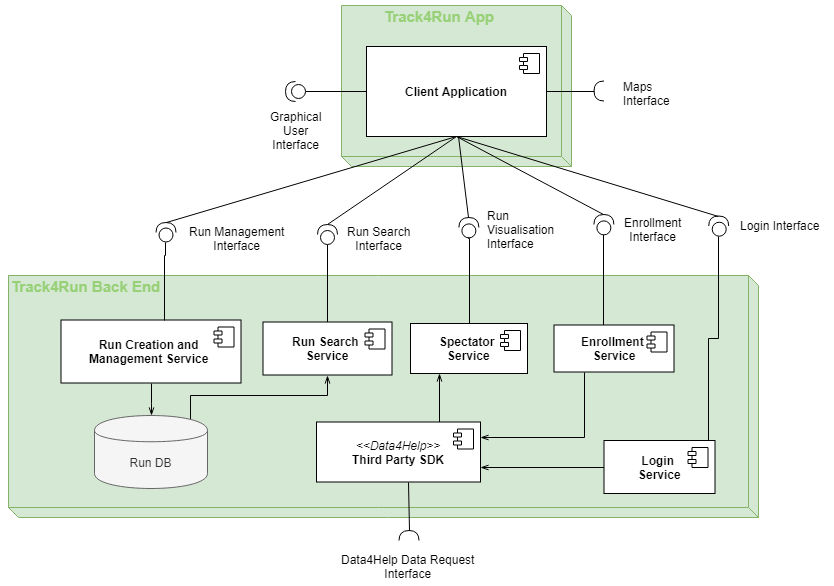 Track4Run App
Client Application
Graphical
User
Interface
Maps
Interface
Run Management
Interface
Run Search
Interface
Run
Visualisation
Interface
Enrollment
Interface
Login Interface
Track4Run Back End
Run Creation and
Management Service
Run Search
Service
Spectator
Service
Enrollment
Service
Run DB
<<Data4Help>>
Third Party SDK
Login
Service
Data4Help Data Request
Interface